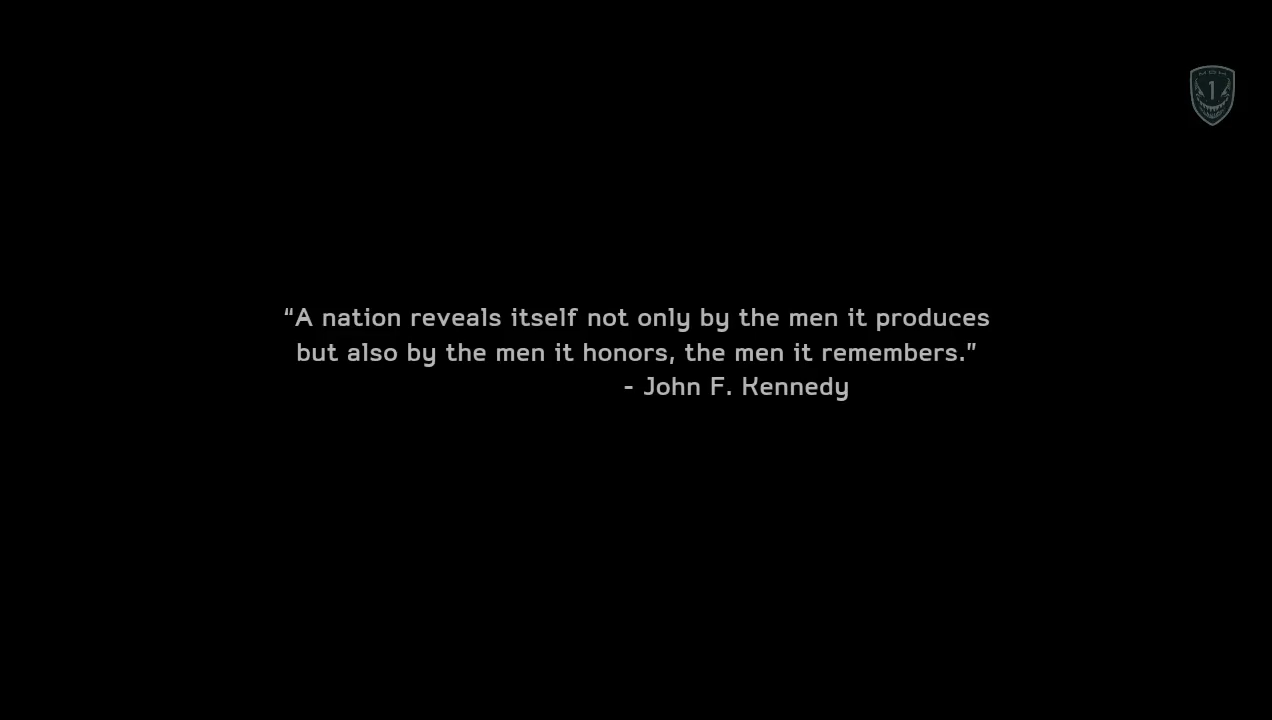 “A nation reveals itself not only by the men it produces
but also by the men it honors, the men it remembers.”
- John F. Kennedy
1